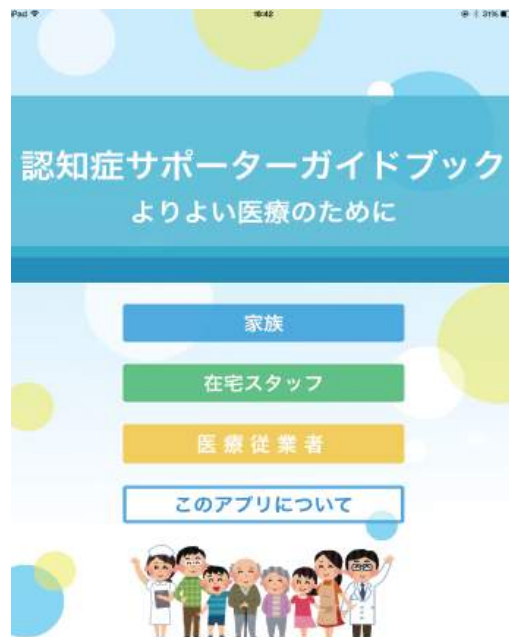 iPad 18:42 31%
認知症サポーターガイドブック
よりよい医療のために
家族
在宅スタッフ
医療従業者
このアプリについて